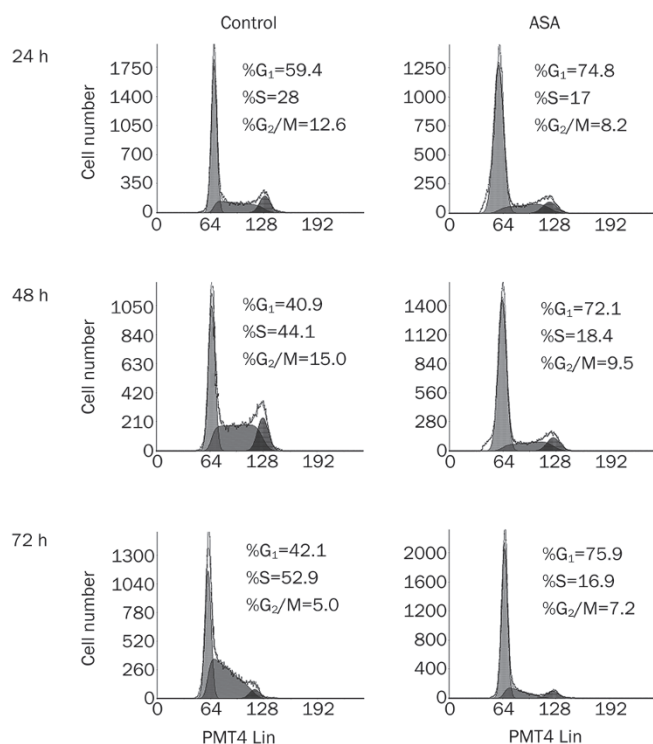 Control
ASA
24 h
Cell number
1750
1400
1050
700
350
0
%G₁=59.4
%S=28
%G₂/M=12.6
0 64 128 192
1250
1000
750
500
250
0
%G₁=74.8
%S=17
%G₂/M=8.2
0 64 128 192
48 h
Cell number
1050
840
630
420
210
0
%G₁=40.9
%S=44.1
%G₂/M=15.0
0 64 128 192
1400
1120
840
560
280
0
%G₁=72.1
%S=18.4
%G₂/M=9.5
0 64 128 192
72 h
Cell number
1300
1040
780
520
260
0
%G₁=42.1
%S=52.9
%G₂/M=5.0
0 64 128 192
PMT4 Lin
2000
1600
1200
800
400
0
%G₁=75.9
%S=16.9
%G₂/M=7.2
0 64 128 192
PMT4 Lin